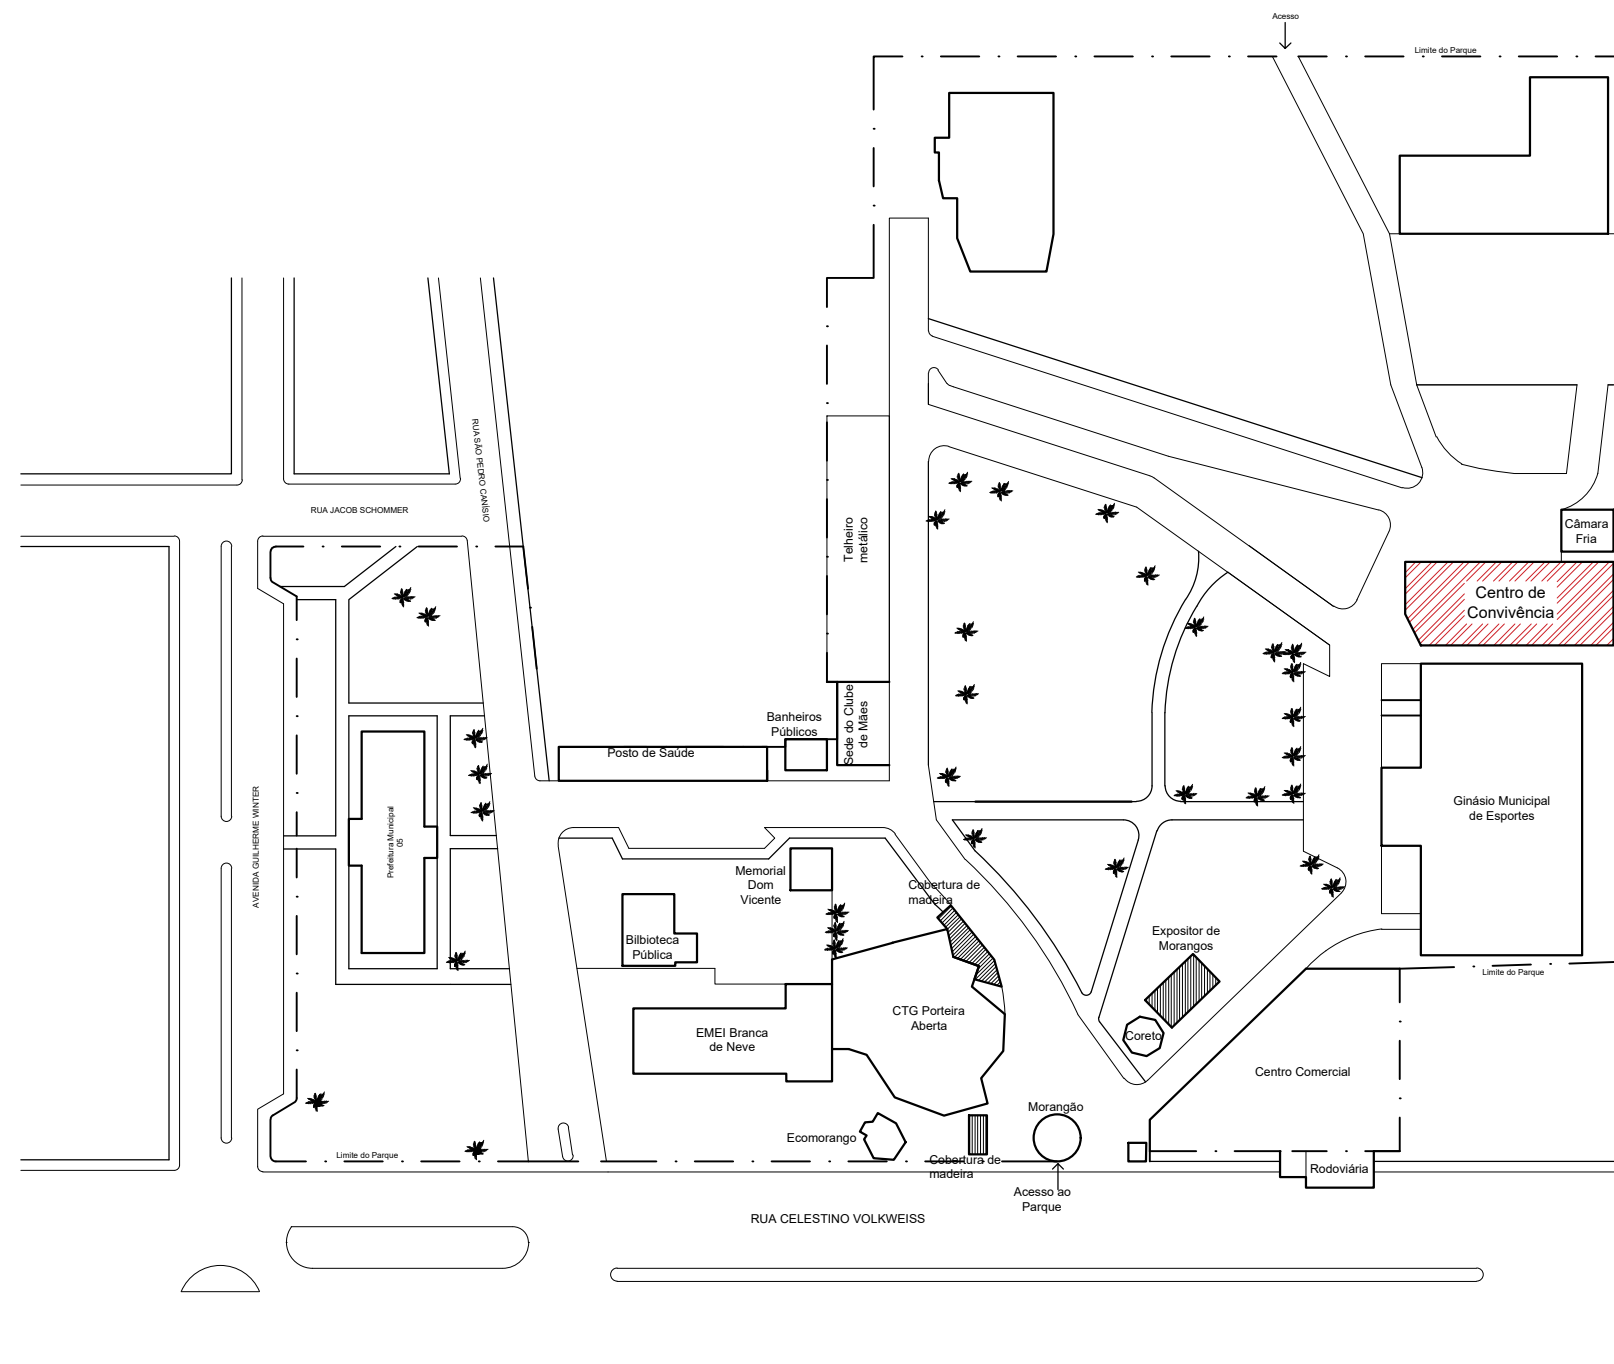 Acesso
Limite do Parque
RUA SÃO PEDRO CANÍSIO
RUA JACOB SCHOMMER
Telheiro
metálico
Câmara
Fria
Centro de
Convivência
Sede do Clube
de Mães
Banheiros
Públicos
Posto de Saúde
AVENIDA GUILHERME WINTER
Prefeitura Municipal
05
Ginásio Municipal
de Esportes
Memorial
Dom
Vicente
Cobertura de
madeira
Bilbioteca
Pública
Expositor de
Morangos
Limite do Parque
CTG Porteira
Aberta
EMEI Branca
de Neve
Coreto
Centro Comercial
Morangão
Ecomorango
Limite do Parque
Cobertura de
madeira
Rodoviária
Acesso ao
Parque
RUA CELESTINO VOLKWEISS